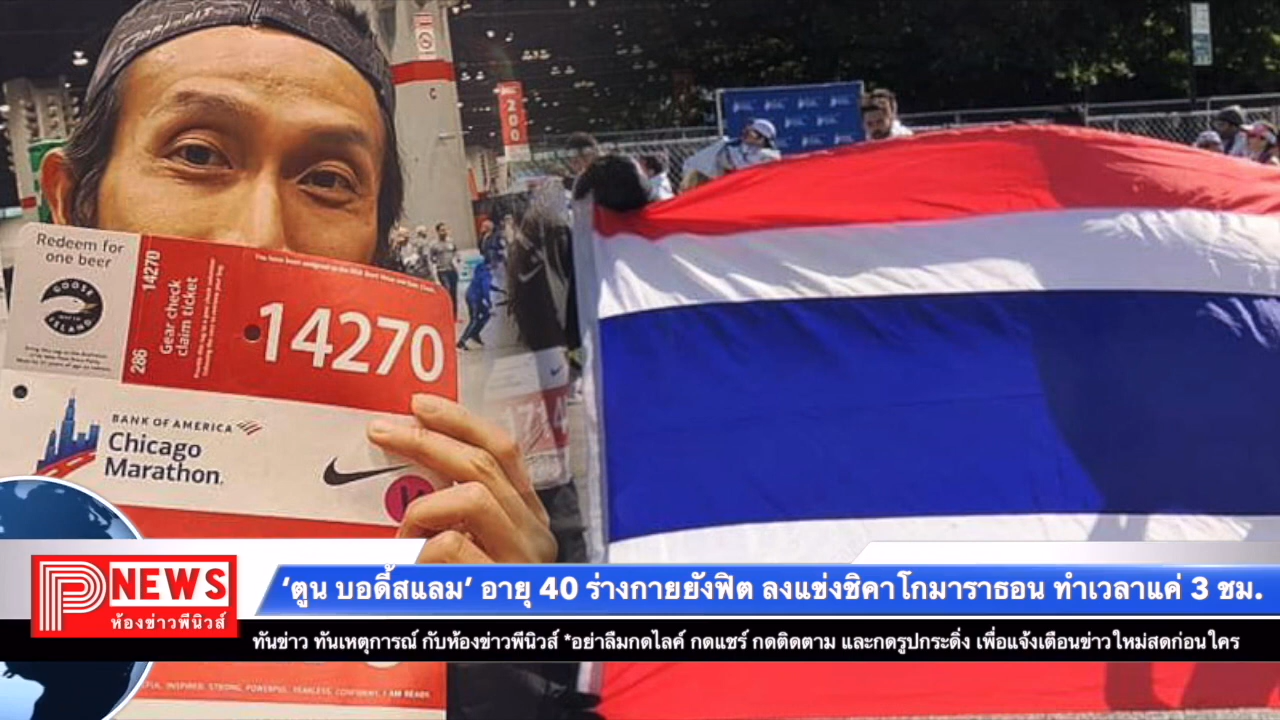 200
C
Redeem for
one beer
GOOSE
ISLAND
14270
286
Gear check
claim ticket
14270
BANK OF AMERICA
Chicago
Marathon
P NEWS
ห้องข่าวพีนิวส์
‘ตูน บอดี้สแลม’ อายุ 40 ร่างกายยังฟิต ลงแข่งชิคาโกมาราธอน ทำเวลาแค่ 3 ชม.
ทันข่าว ทันเหตุการณ์ กับห้องข่าวพีนิวส์ *อย่าลืมกดไลค์ กดแชร์ กดติดตาม และกดรูปกระดิ่ง เพื่อแจ้งเตือนข่าวใหม่สดก่อนใคร
INSPIRED. STRONG. POWERFUL. FEARLESS. CONFIDENT. I AM READY.